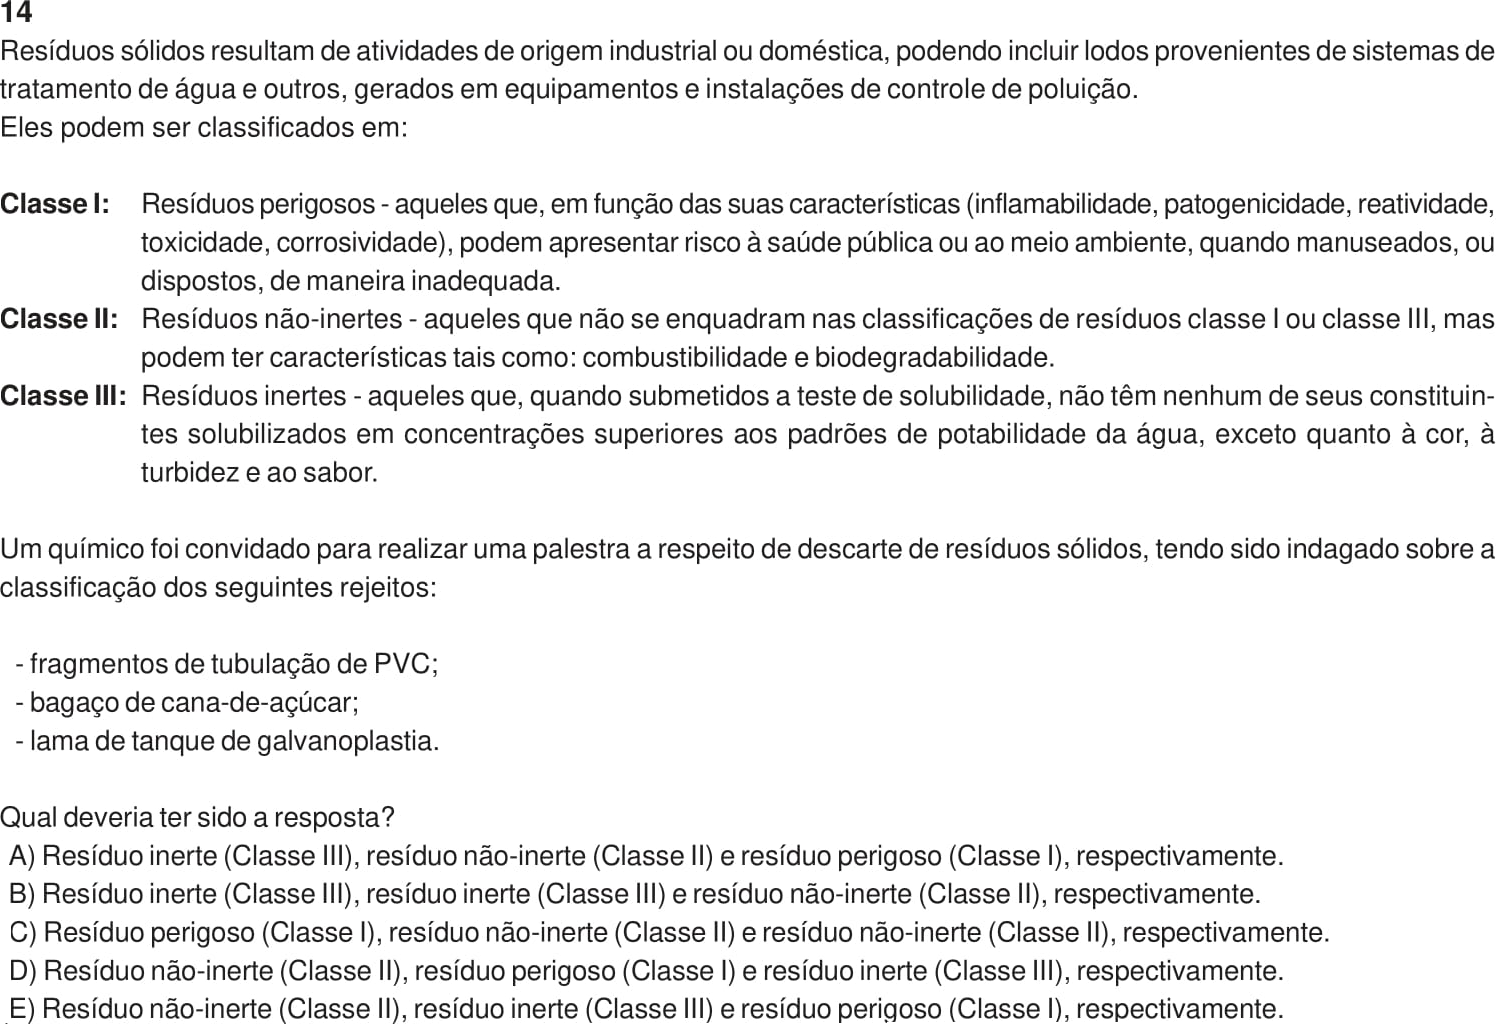 14
Resíduos sólidos resultam de atividades de origem industrial ou doméstica, podendo incluir lodos provenientes de sistemas de
tratamento de água e outros, gerados em equipamentos e instalações de controle de poluição.
Eles podem ser classificados em:
Classe I: Resíduos perigosos - aqueles que, em função das suas características (inflamabilidade, patogenicidade, reatividade,
toxicidade, corrosividade), podem apresentar risco à saúde pública ou ao meio ambiente, quando manuseados, ou
dispostos, de maneira inadequada.
Classe II: Resíduos não-inertes - aqueles que não se enquadram nas classificações de resíduos classe I ou classe III, mas
podem ter características tais como: combustibilidade e biodegradabilidade.
Classe III: Resíduos inertes - aqueles que, quando submetidos a teste de solubilidade, não têm nenhum de seus constituin-
tes solubilizados em concentrações superiores aos padrões de potabilidade da água, exceto quanto à cor, à
turbidez e ao sabor.
Um químico foi convidado para realizar uma palestra a respeito de descarte de resíduos sólidos, tendo sido indagado sobre a
classificação dos seguintes rejeitos:
- fragmentos de tubulação de PVC;
- bagaço de cana-de-açúcar;
- lama de tanque de galvanoplastia.
Qual deveria ter sido a resposta?
A) Resíduo inerte (Classe III), resíduo não-inerte (Classe II) e resíduo perigoso (Classe I), respectivamente.
B) Resíduo inerte (Classe III), resíduo inerte (Classe III) e resíduo não-inerte (Classe II), respectivamente.
C) Resíduo perigoso (Classe I), resíduo não-inerte (Classe II) e resíduo não-inerte (Classe II), respectivamente.
D) Resíduo não-inerte (Classe II), resíduo perigoso (Classe I) e resíduo inerte (Classe III), respectivamente.
E) Resíduo não-inerte (Classe II), resíduo inerte (Classe III) e resíduo perigoso (Classe I), respectivamente.